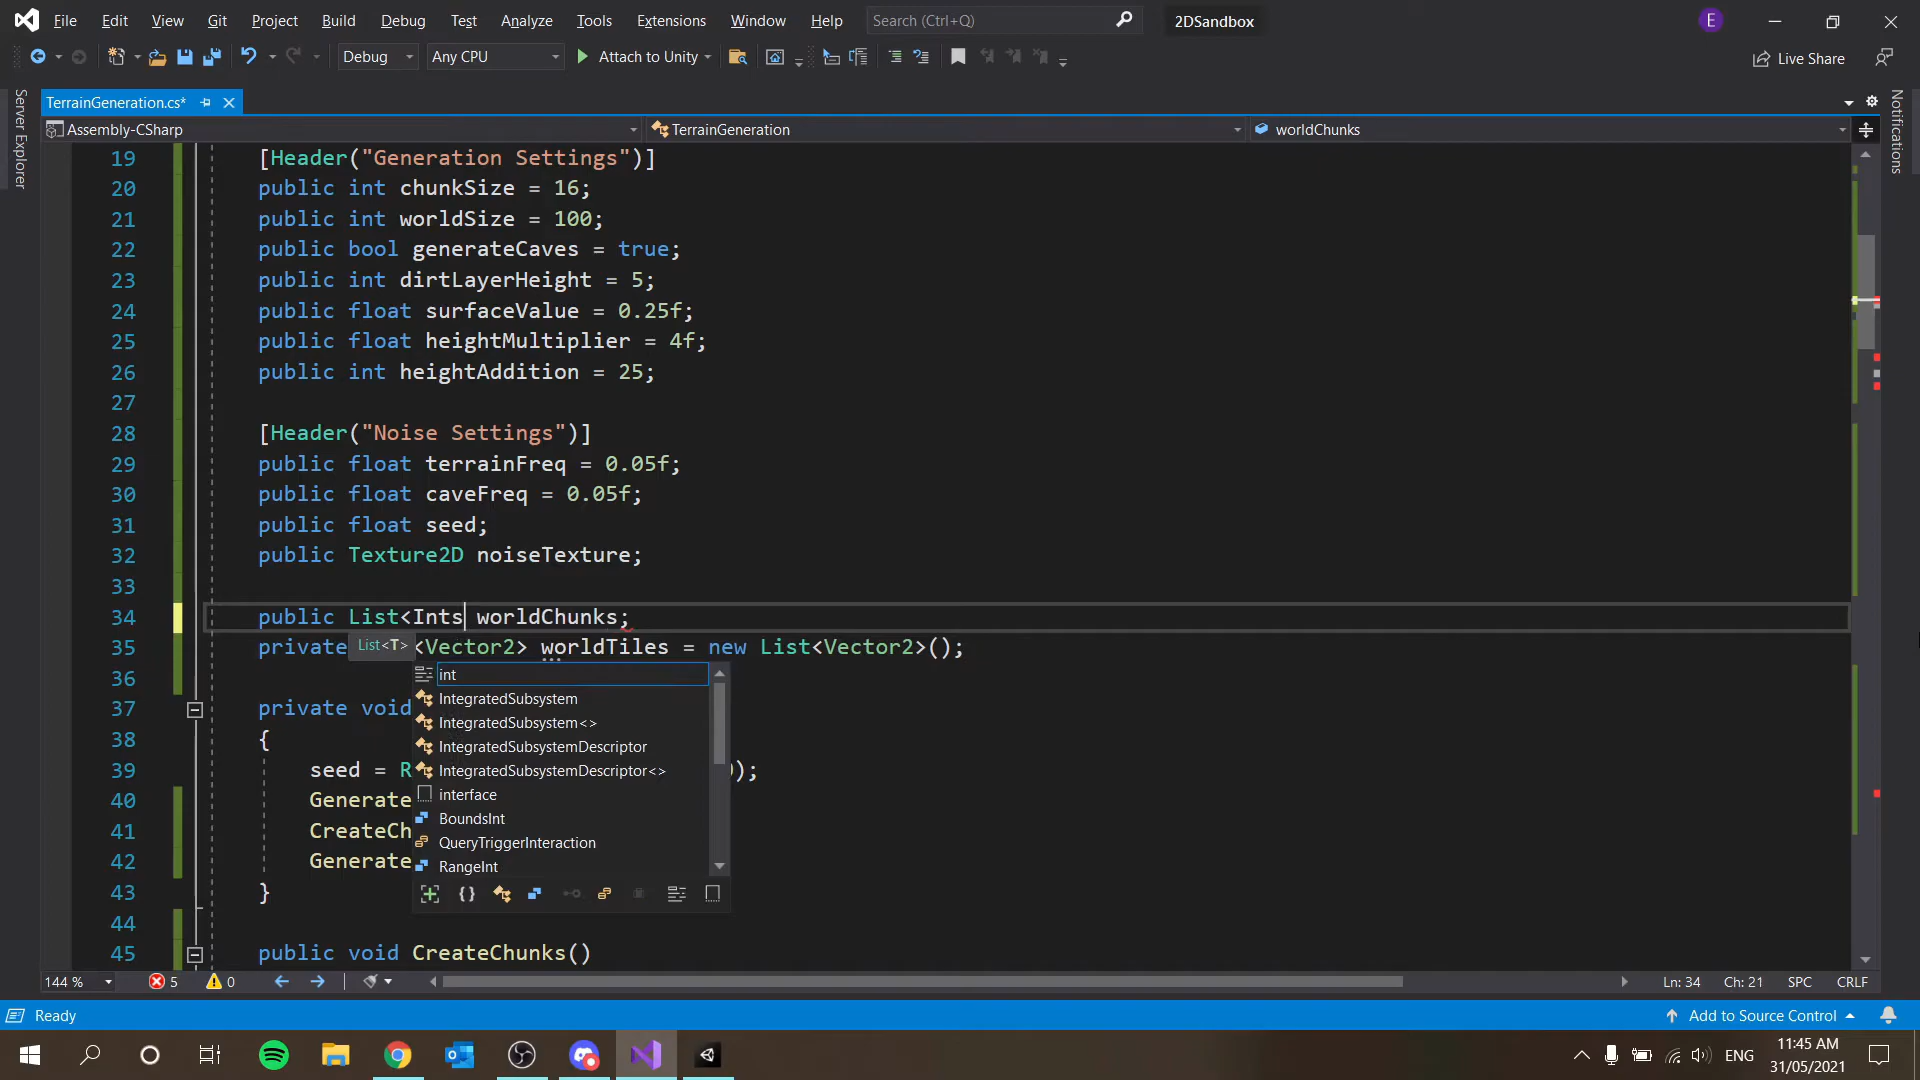 File Edit View Git Project Build Debug Test Analyze Tools Extensions Window Help Search (Ctrl+Q) 2DSandbox E
Debug Any CPU Attach to Unity Live Share
Server Explorer
Notifications
TerrainGeneration.cs*
Assembly-CSharp TerrainGeneration worldChunks
19 [Header("Generation Settings")]
20 public int chunkSize = 16;
21 public int worldSize = 100;
22 public bool generateCaves = true;
23 public int dirtLayerHeight = 5;
24 public float surfaceValue = 0.25f;
25 public float heightMultiplier = 4f;
26 public int heightAddition = 25;
27
28 [Header("Noise Settings")]
29 public float terrainFreq = 0.05f;
30 public float caveFreq = 0.05f;
31 public float seed;
32 public Texture2D noiseTexture;
33
34 public List<Ints worldChunks;
35 private List<T> <Vector2> worldTiles = new List<Vector2>();
36
37 private void
38 {
39 seed = R );
40 Generate
41 CreateCh
42 Generate
43 }
44
45 public void CreateChunks()
int
IntegratedSubsystem
IntegratedSubsystem<>
IntegratedSubsystemDescriptor
IntegratedSubsystemDescriptor<>
interface
BoundsInt
QueryTriggerInteraction
RangeInt
144 % 5 0 Ln: 34 Ch: 21 SPC CRLF
Ready Add to Source Control
ENG 11:45 AM
31/05/2021